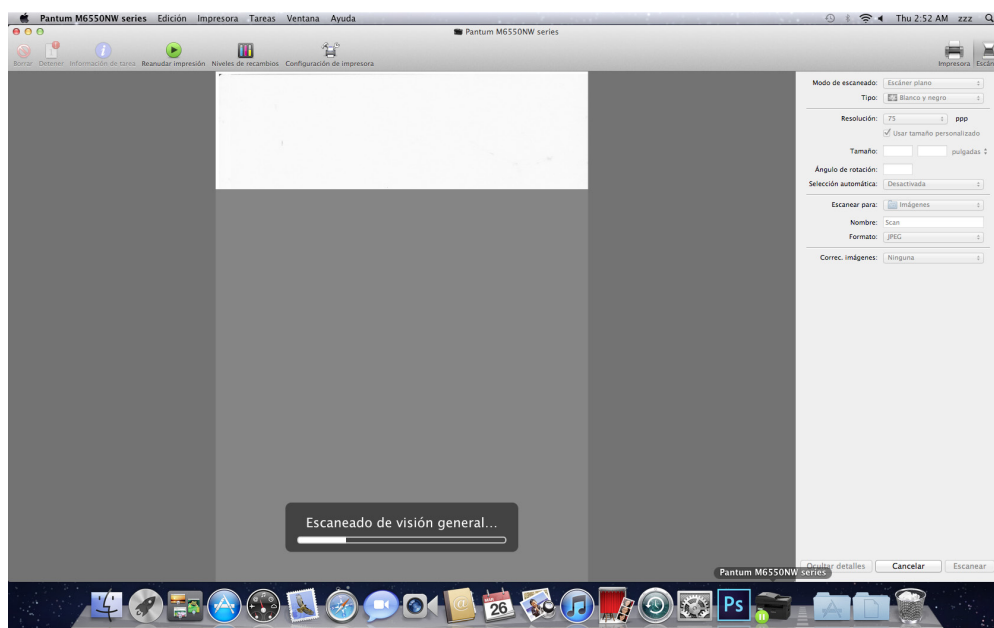 Pantum M6550NW series Edición Impresora Tareas Ventana Ayuda Thu 2:52 AM zzz
Pantum M6550NW series
Borrar Detener Información de tarea Reanudar impresión Niveles de recambios Configuración de impresora Impresora Escán
Modo de escaneado: Escáner plano
Tipo: Blanco y negro
Resolución: 75 ppp
Usar tamaño personalizado
Tamaño: pulgadas
Ángulo de rotación:
Selección automática: Desactivada
Escanear para: Imágenes
Nombre: Scan
Formato: JPEG
Correc. imágenes: Ninguna
Escaneado de visión general...
Ocultar detalles Cancelar Escanear
Pantum M6550NW series
26
Ps